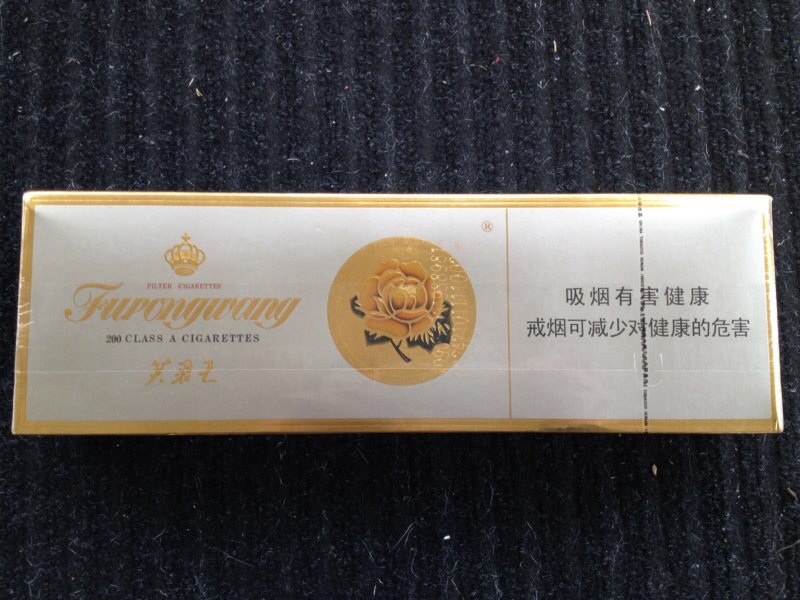 FILTER CIGARETTES
Furongwang
200 CLASS A CIGARETTES
芙蓉王
®
吸烟有害健康
戒烟可减少对健康的危害